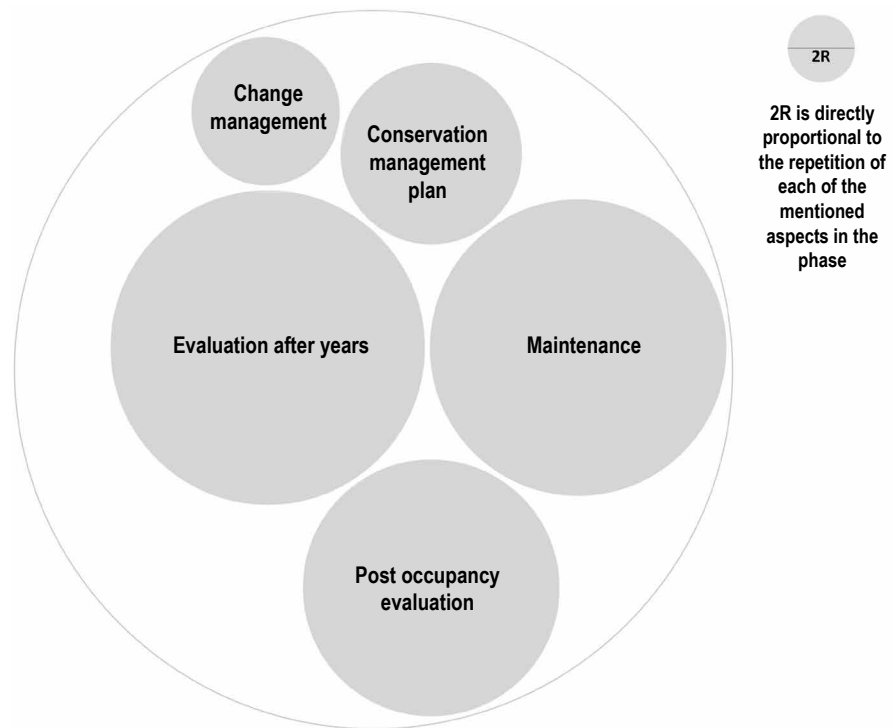 Change
management
Conservation
management
plan
Evaluation after years
Maintenance
Post occupancy
evaluation
2R
2R is directly
proportional to
the repetition of
each of the
mentioned
aspects in the
phase